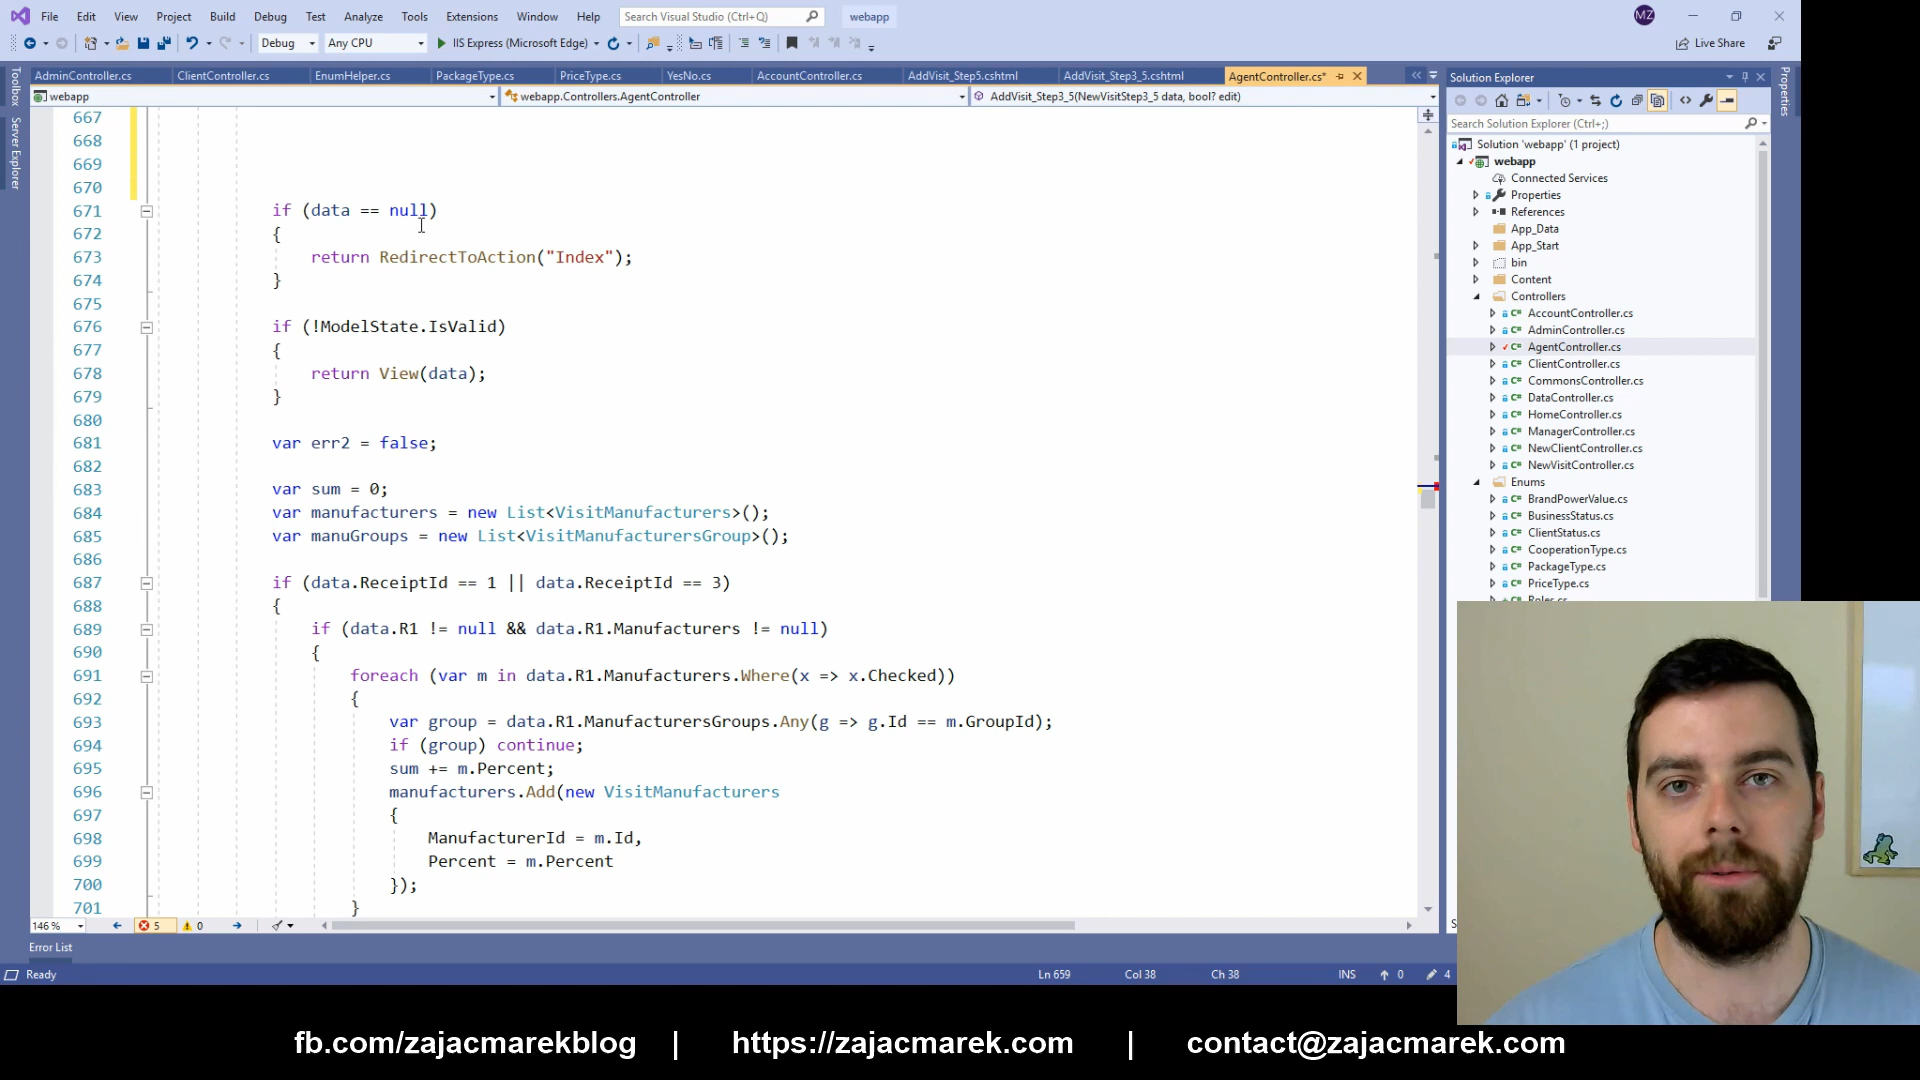 File Edit View Project Build Debug Test Analyze Tools Extensions Window Help Search Visual Studio (Ctrl+Q) webapp MZ
Debug Any CPU IIS Express (Microsoft Edge) Live Share
AdminController.cs ClientController.cs EnumHelper.cs PackageType.cs PriceType.cs YesNo.cs AccountController.cs AddVisit_Step5.cshtml AddVisit_Step3_5.cshtml AgentController.cs*
webapp webapp.Controllers.AgentController AddVisit_Step3_5(NewVisitStep3_5 data, bool? edit)
Toolbox
Server Explorer
667
668
669
670
671 if (data == null)
672 {
673 return RedirectToAction("Index");
674 }
675
676 if (!ModelState.IsValid)
677 {
678 return View(data);
679 }
680
681 var err2 = false;
682
683 var sum = 0;
684 var manufacturers = new List<VisitManufacturers>();
685 var manuGroups = new List<VisitManufacturersGroup>();
686
687 if (data.ReceiptId == 1 || data.ReceiptId == 3)
688 {
689 if (data.R1 != null && data.R1.Manufacturers != null)
690 {
691 foreach (var m in data.R1.Manufacturers.Where(x => x.Checked))
692 {
693 var group = data.R1.ManufacturersGroups.Any(g => g.Id == m.GroupId);
694 if (group) continue;
695 sum += m.Percent;
696 manufacturers.Add(new VisitManufacturers
697 {
698 ManufacturerId = m.Id,
699 Percent = m.Percent
700 });
701 }
146 % 5 0
Error List
Ready Ln 659 Col 38 Ch 38 INS 0 4
Solution Explorer
Search Solution Explorer (Ctrl+;)
Solution 'webapp' (1 project)
webapp
Connected Services
Properties
References
App_Data
App_Start
bin
Content
Controllers
AccountController.cs
AdminController.cs
AgentController.cs
ClientController.cs
CommonsController.cs
DataController.cs
HomeController.cs
ManagerController.cs
NewClientController.cs
NewVisitController.cs
Enums
BrandPowerValue.cs
BusinessStatus.cs
ClientStatus.cs
CooperationType.cs
PackageType.cs
PriceType.cs
Roles.cs
Properties
fb.com/zajacmarekblog | https://zajacmarek.com | contact@zajacmarek.com